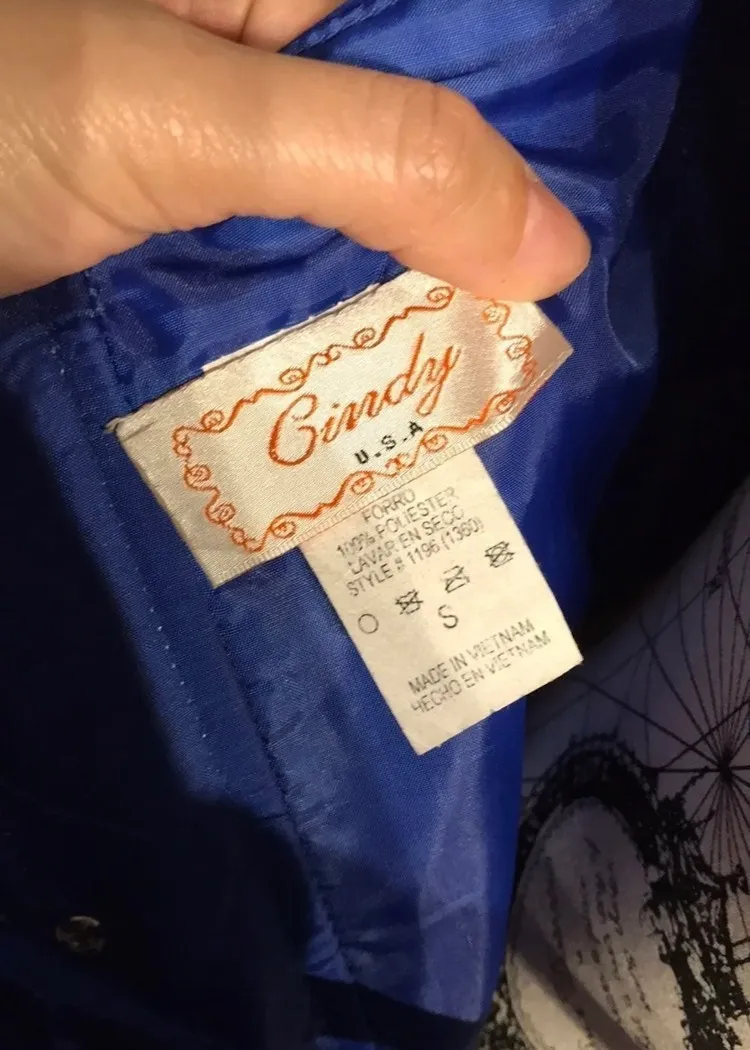 Cindy
U.S.A
FORRO
100% POLIESTER
LAVAR EN SECO
STYLE # 1196 (1360)
S
MADE IN VIETNAM
HECHO EN VIETNAM